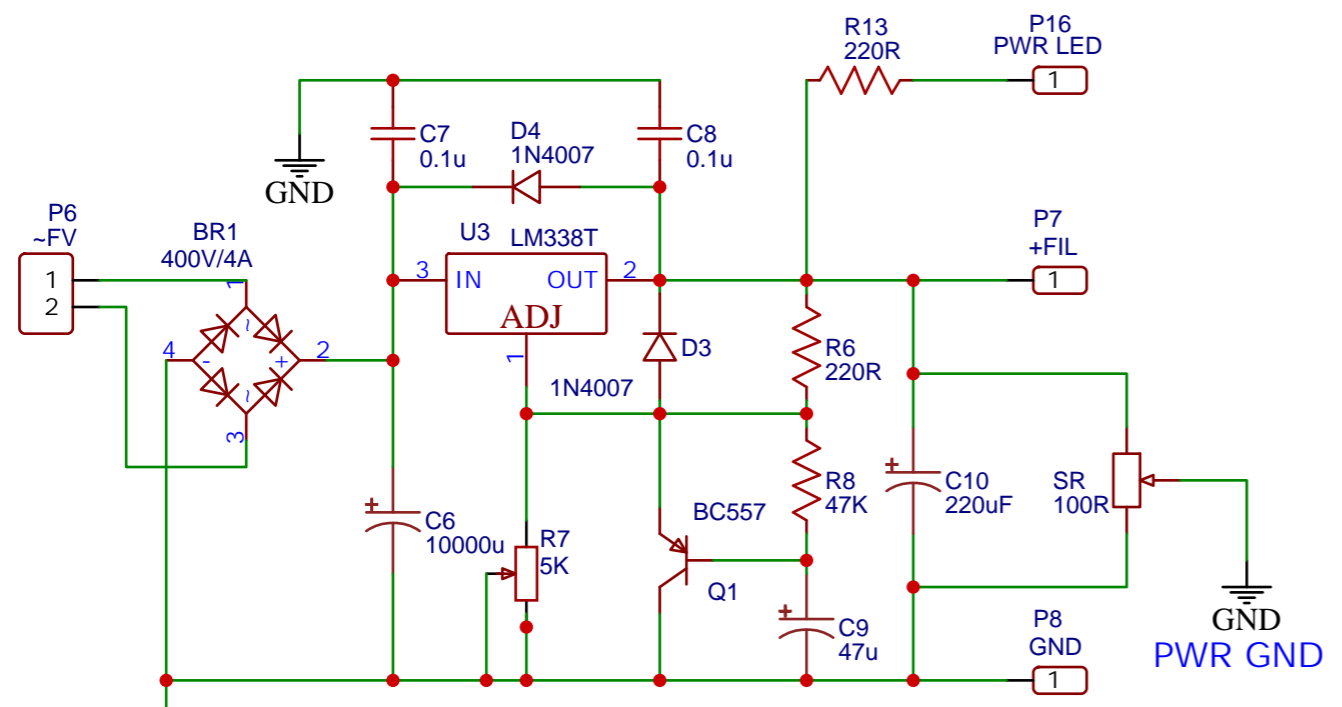 R13
220R
P16
PWR LED
1
C7
0.1u
D4
1N4007
C8
0.1u
GND
P6
~FV
1
2
BR1
400V/4A
1
~
4
-
+
2
~
3
U3
LM338T
3
IN
OUT
2
ADJ
1
P7
+FIL
1
D3
1N4007
R6
220R
R8
47K
BC557
Q1
+
C6
10000u
R7
5K
+
C9
47u
+
C10
220uF
SR
100R
GND
PWR GND
P8
GND
1